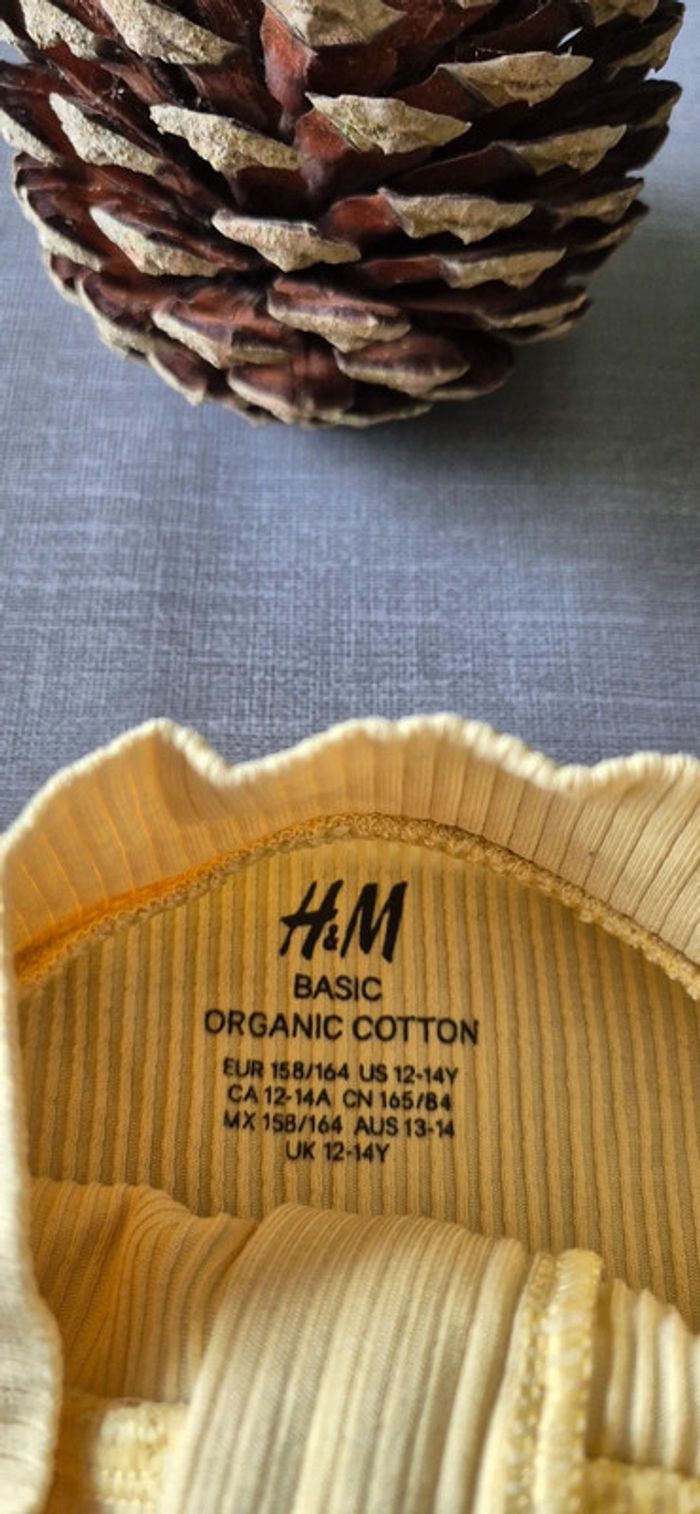 H&M
BASIC
ORGANIC COTTON
EUR 158/164 US 12-14Y
CA 12-14A CN 165/84
MX 158/164 AUS 13-14
UK 12-14Y